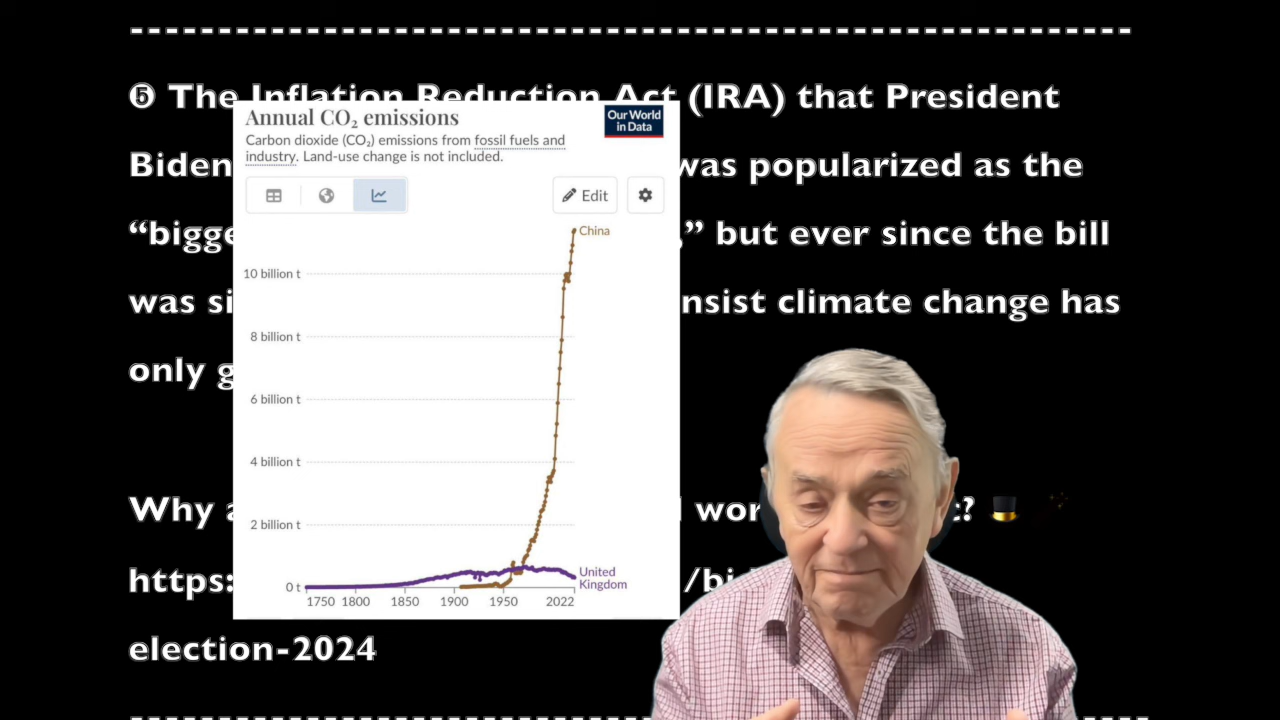 ❺ The Inflation Reduction Act (IRA) that President
Biden was popularized as the
“bigge ” but ever since the bill
was si nsist climate change has
only g
Why a wor ?
https: /bi
election-2024
Annual CO₂ emissions
Our World
in Data
Carbon dioxide (CO₂) emissions from fossil fuels and
industry. Land-use change is not included.
Edit
China
10 billion t
8 billion t
6 billion t
4 billion t
2 billion t
0 t
United
Kingdom
1750 1800 1850 1900 1950 2022